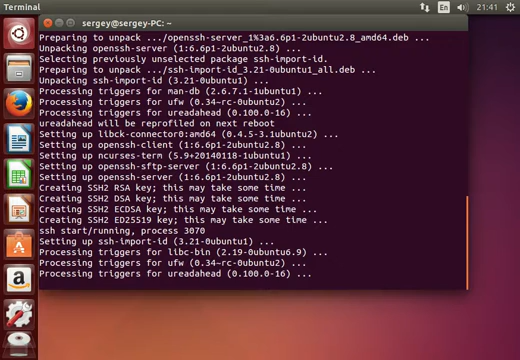 Terminal
En
21:41
sergey@sergey-PC: ~
Preparing to unpack .../openssh-server_1%3a6.6p1-2ubuntu2.8_amd64.deb ...
Unpacking openssh-server (1:6.6p1-2ubuntu2.8) ...
Selecting previously unselected package ssh-import-id.
Preparing to unpack .../ssh-import-id_3.21-0ubuntu1_all.deb ...
Unpacking ssh-import-id (3.21-0ubuntu1) ...
Processing triggers for man-db (2.6.7.1-1ubuntu1) ...
Processing triggers for ufw (0.34~rc-0ubuntu2) ...
Processing triggers for ureadahead (0.100.0-16) ...
ureadahead will be reprofiled on next reboot
Setting up libck-connector0:amd64 (0.4.5-3.1ubuntu2) ...
Setting up openssh-client (1:6.6p1-2ubuntu2.8) ...
Setting up ncurses-term (5.9+20140118-1ubuntu1) ...
Setting up openssh-sftp-server (1:6.6p1-2ubuntu2.8) ...
Setting up openssh-server (1:6.6p1-2ubuntu2.8) ...
Creating SSH2 RSA key; this may take some time ...
Creating SSH2 DSA key; this may take some time ...
Creating SSH2 ECDSA key; this may take some time ...
Creating SSH2 ED25519 key; this may take some time ...
ssh start/running, process 3070
Setting up ssh-import-id (3.21-0ubuntu1) ...
Processing triggers for libc-bin (2.19-0ubuntu6.9) ...
Processing triggers for ufw (0.34~rc-0ubuntu2) ...
Processing triggers for ureadahead (0.100.0-16) ...